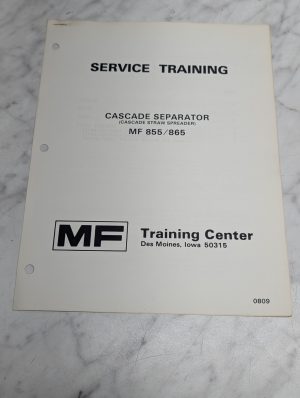 SERVICE TRAINING
CASCADE SEPARATOR
(CASCADE STRAW SPREADER)
MF 855/865
MF
Training Center
Des Moines, Iowa 50315
0809